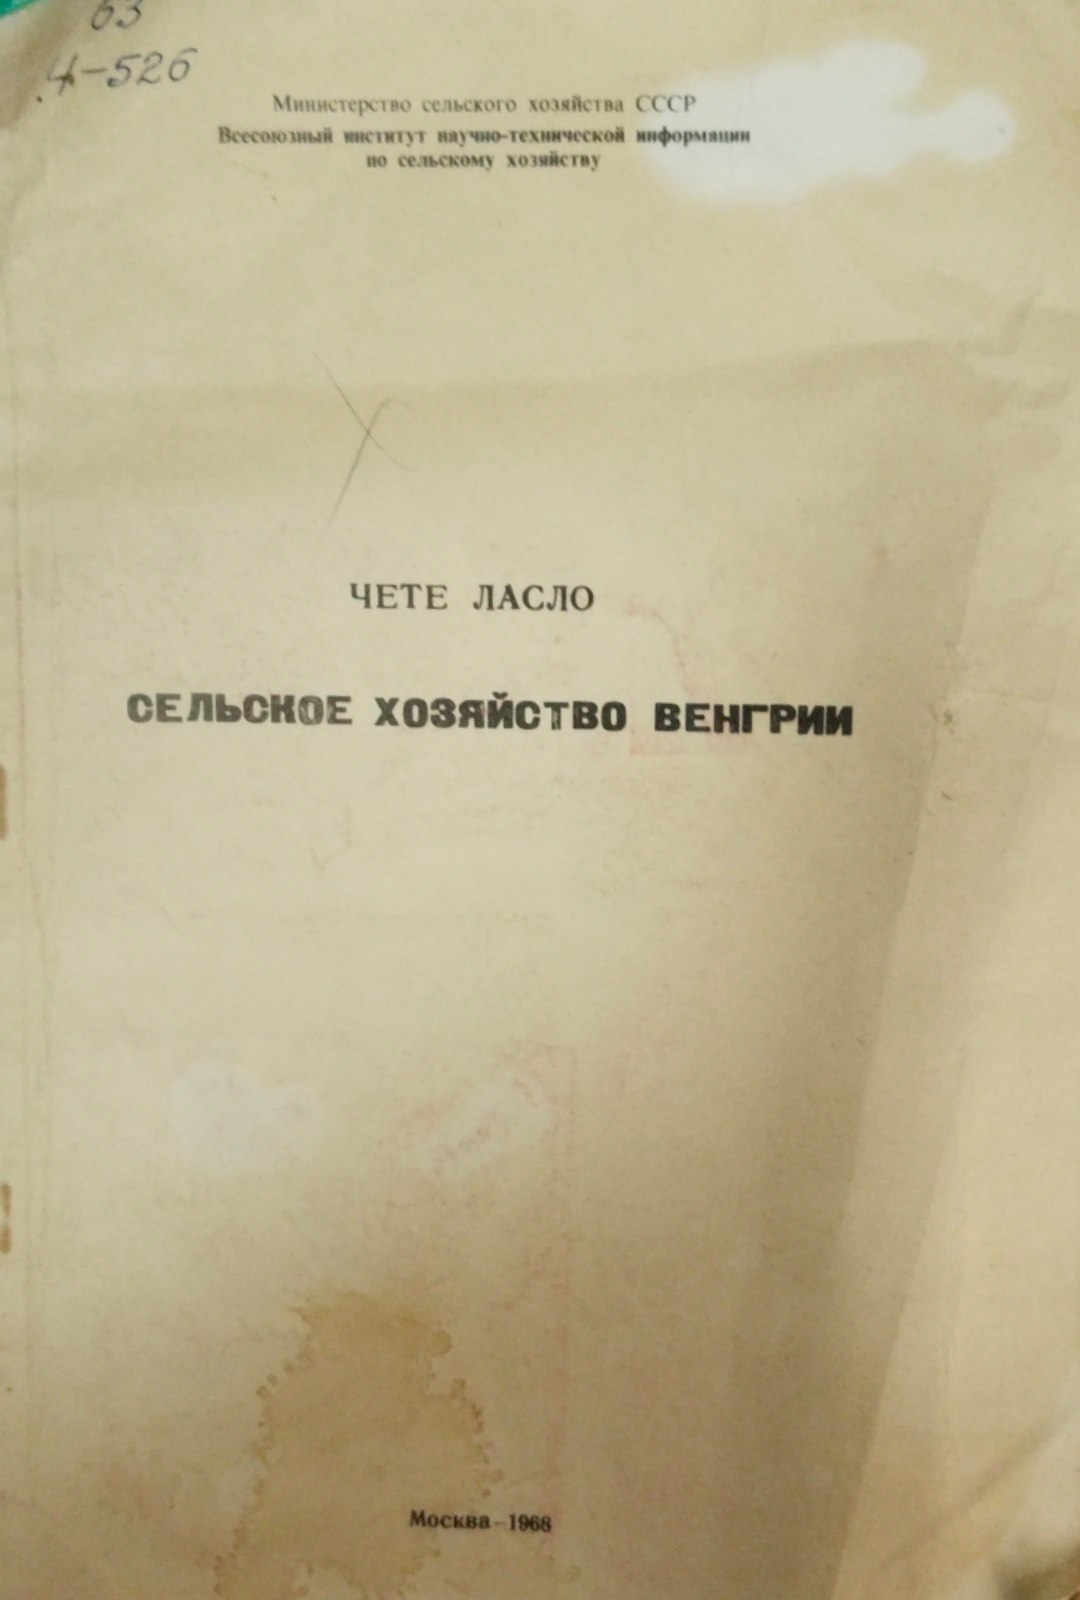 63
Ч-526
Министерство сельского хозяйства СССР
Всесоюзный институт научно-технической информации
по сельскому хозяйству
ЧЕТЕ ЛАСЛО
СЕЛЬСКОЕ ХОЗЯЙСТВО ВЕНГРИИ
Москва-1968